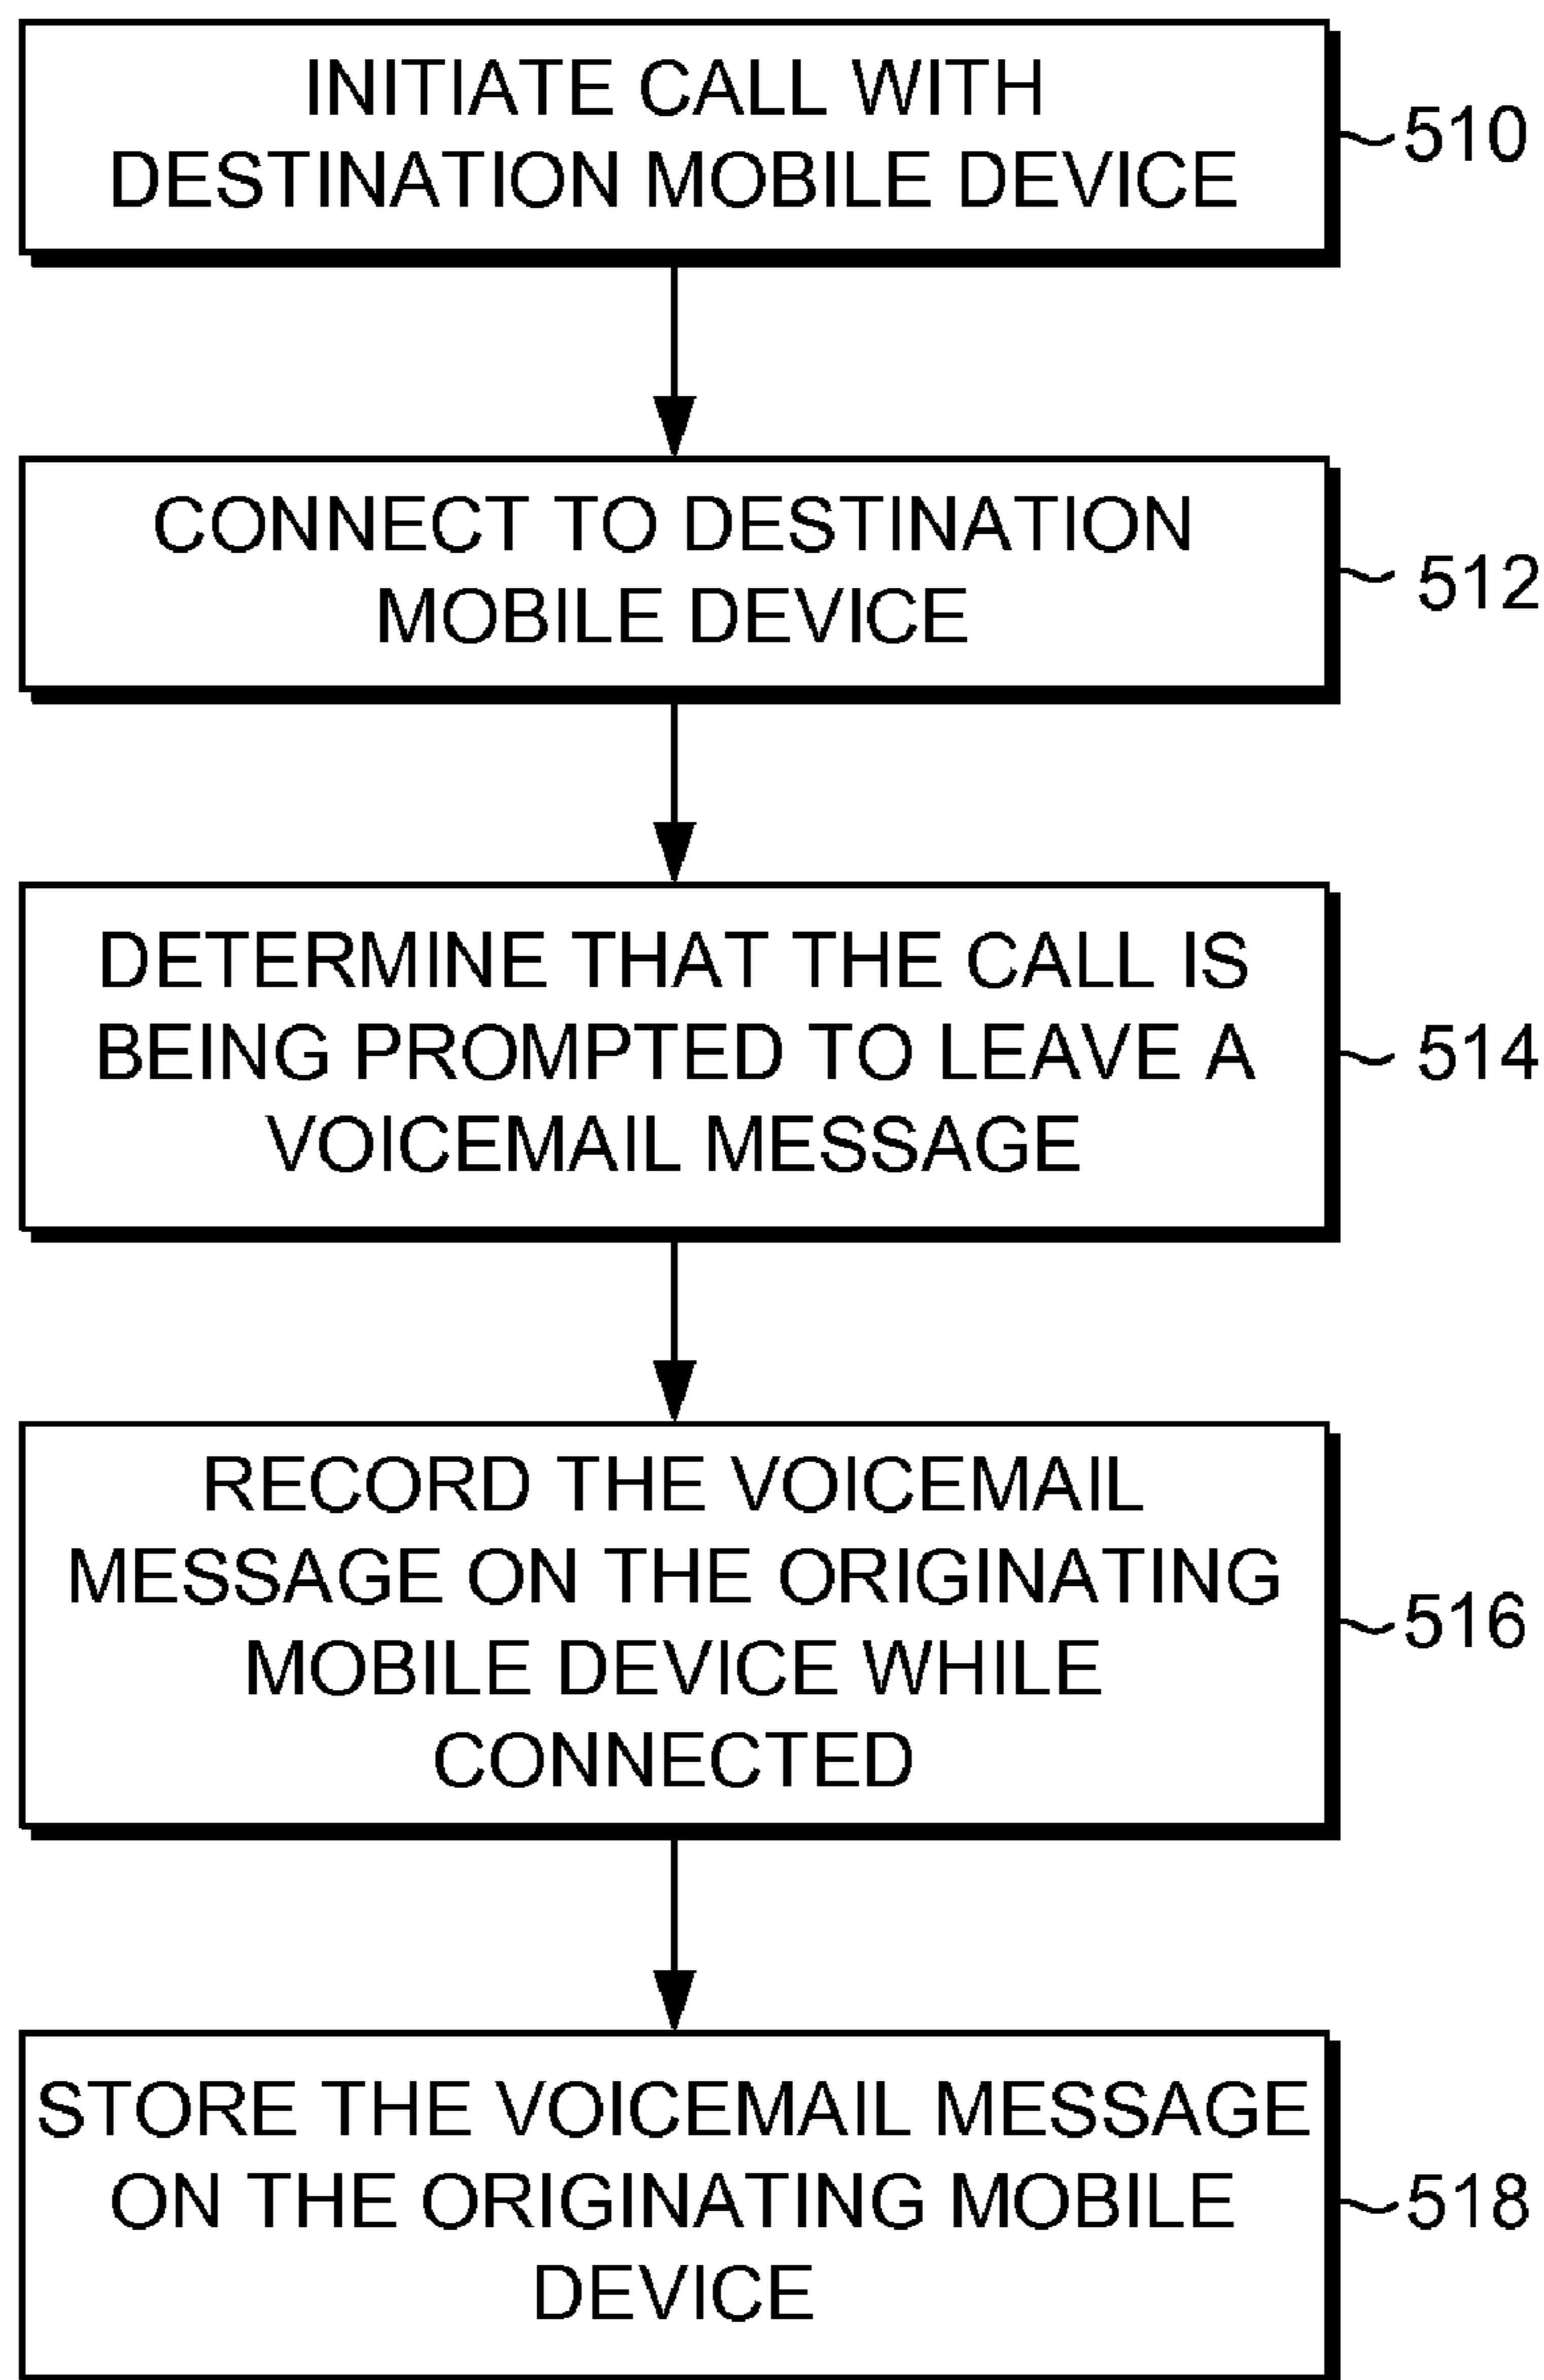 INITIATE CALL WITH
DESTINATION MOBILE DEVICE
510
CONNECT TO DESTINATION
MOBILE DEVICE
512
DETERMINE THAT THE CALL IS
BEING PROMPTED TO LEAVE A
VOICEMAIL MESSAGE
514
RECORD THE VOICEMAIL
MESSAGE ON THE ORIGINATING
MOBILE DEVICE WHILE
CONNECTED
516
STORE THE VOICEMAIL MESSAGE
ON THE ORIGINATING MOBILE
DEVICE
518